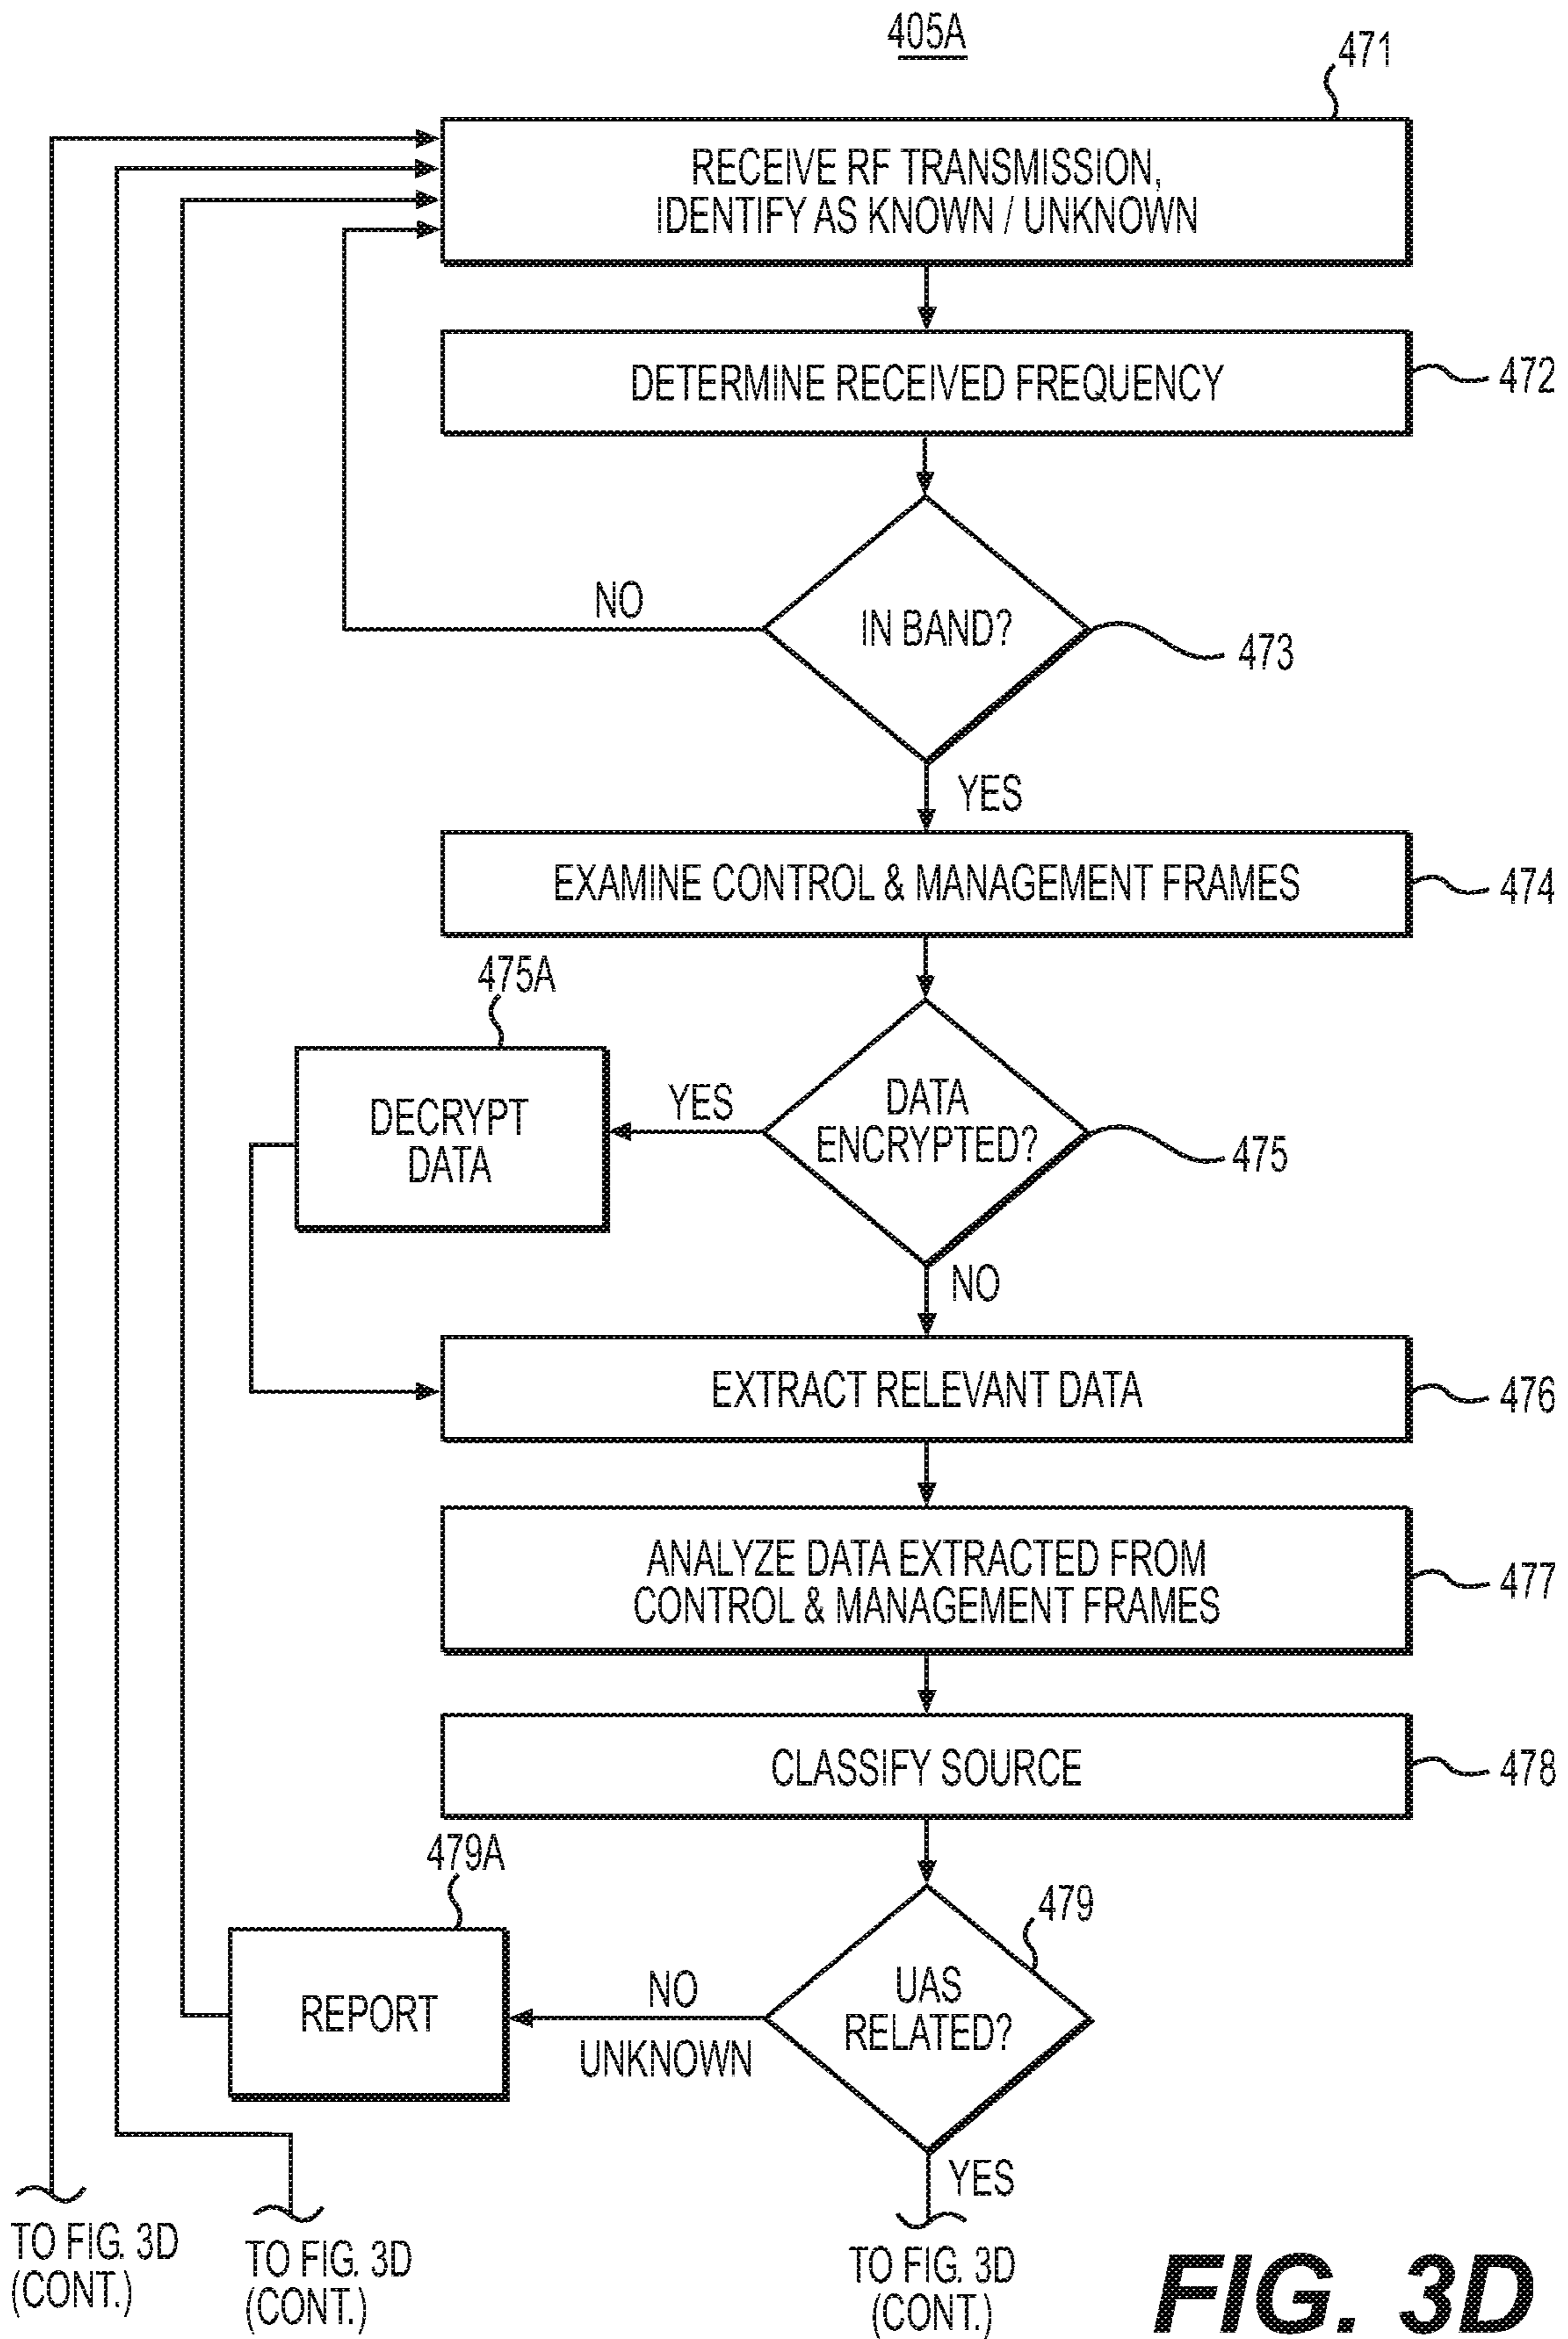 405A
471
RECEIVE RF TRANSMISSION,
IDENTIFY AS KNOWN / UNKNOWN
DETERMINE RECEIVED FREQUENCY
472
IN BAND?
473
NO
YES
EXAMINE CONTROL & MANAGEMENT FRAMES
474
475A
DECRYPT
DATA
YES
DATA
ENCRYPTED?
475
NO
EXTRACT RELEVANT DATA
476
ANALYZE DATA EXTRACTED FROM
CONTROL & MANAGEMENT FRAMES
477
CLASSIFY SOURCE
478
479A
REPORT
NO
UNKNOWN
UAS
RELATED?
479
YES
TO FIG. 3D
(CONT.)
TO FIG. 3D
(CONT.)
TO FIG. 3D
(CONT.)
FIG. 3D